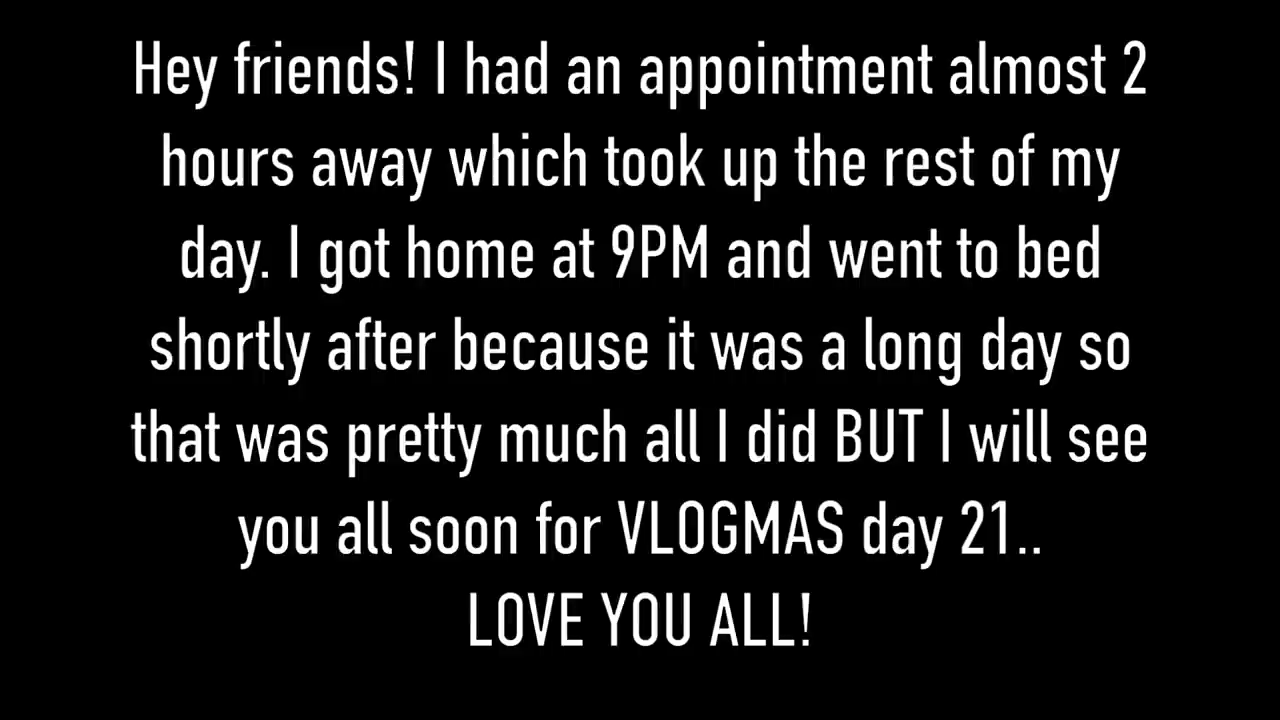 Hey friends! I had an appointment almost 2
hours away which took up the rest of my
day. I got home at 9PM and went to bed
shortly after because it was a long day so
that was pretty much all I did BUT I will see
you all soon for VLOGMAS day 21..
LOVE YOU ALL!